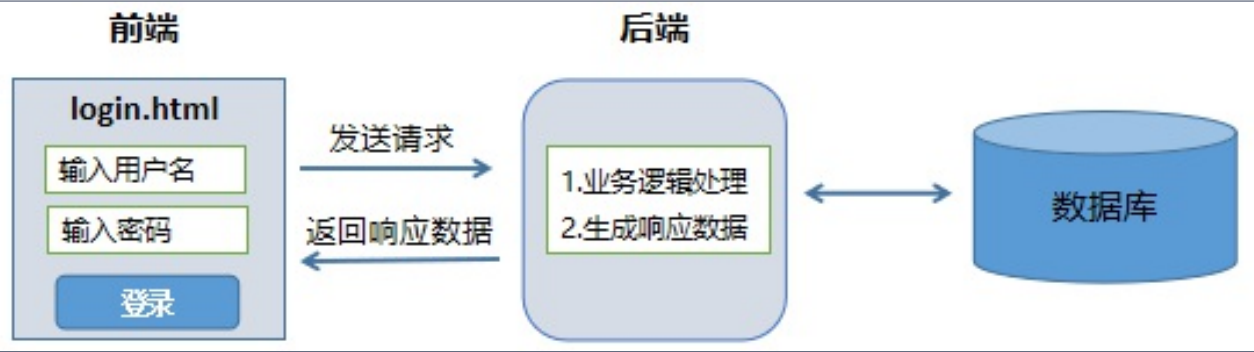 前端
后端
login.html
输入用户名
输入密码
登录
发送请求
返回响应数据
1.业务逻辑处理
2.生成响应数据
数据库